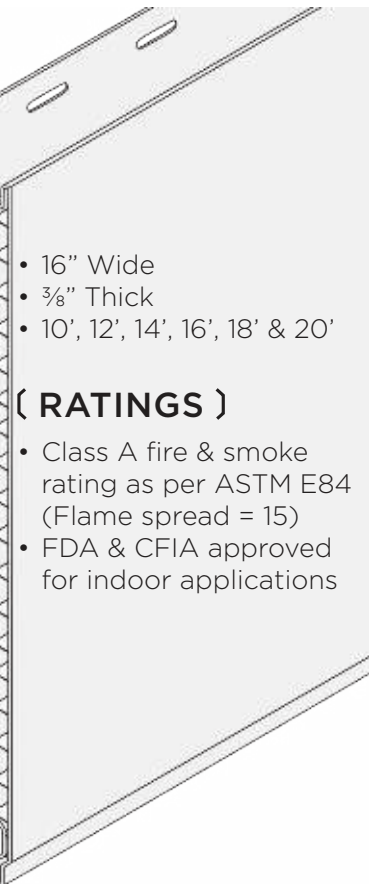 • 16” Wide
• ⅜” Thick
• 10’, 12’, 14’, 16’, 18’ & 20’
( RATINGS )
• Class A fire & smoke
rating as per ASTM E84
(Flame spread = 15)
• FDA & CFIA approved
for indoor applications